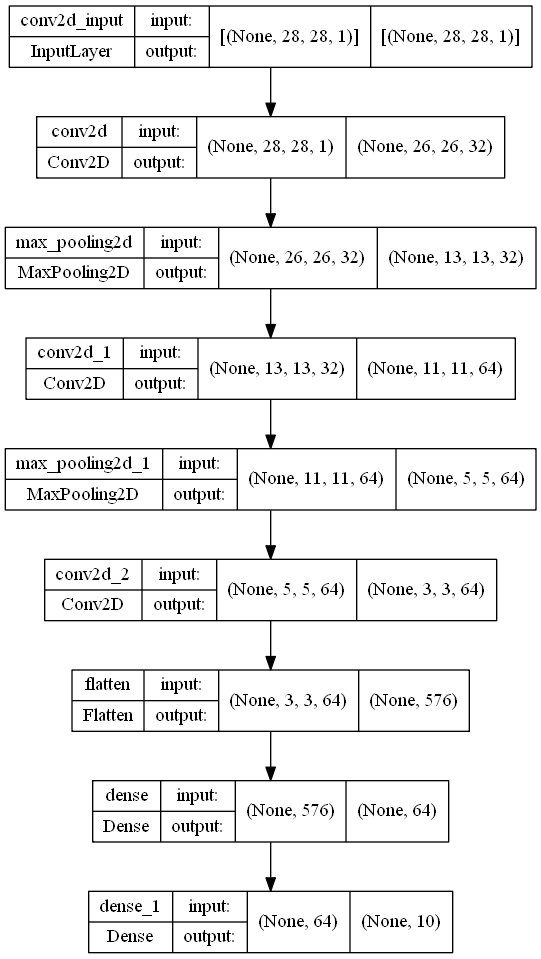 conv2d_input input: [(None, 28, 28, 1)] [(None, 28, 28, 1)]
InputLayer output:
conv2d input: (None, 28, 28, 1) (None, 26, 26, 32)
Conv2D output:
max_pooling2d input: (None, 26, 26, 32) (None, 13, 13, 32)
MaxPooling2D output:
conv2d_1 input: (None, 13, 13, 32) (None, 11, 11, 64)
Conv2D output:
max_pooling2d_1 input: (None, 11, 11, 64) (None, 5, 5, 64)
MaxPooling2D output:
conv2d_2 input: (None, 5, 5, 64) (None, 3, 3, 64)
Conv2D output:
flatten input: (None, 3, 3, 64) (None, 576)
Flatten output:
dense input: (None, 576) (None, 64)
Dense output:
dense_1 input: (None, 64) (None, 10)
Dense output: